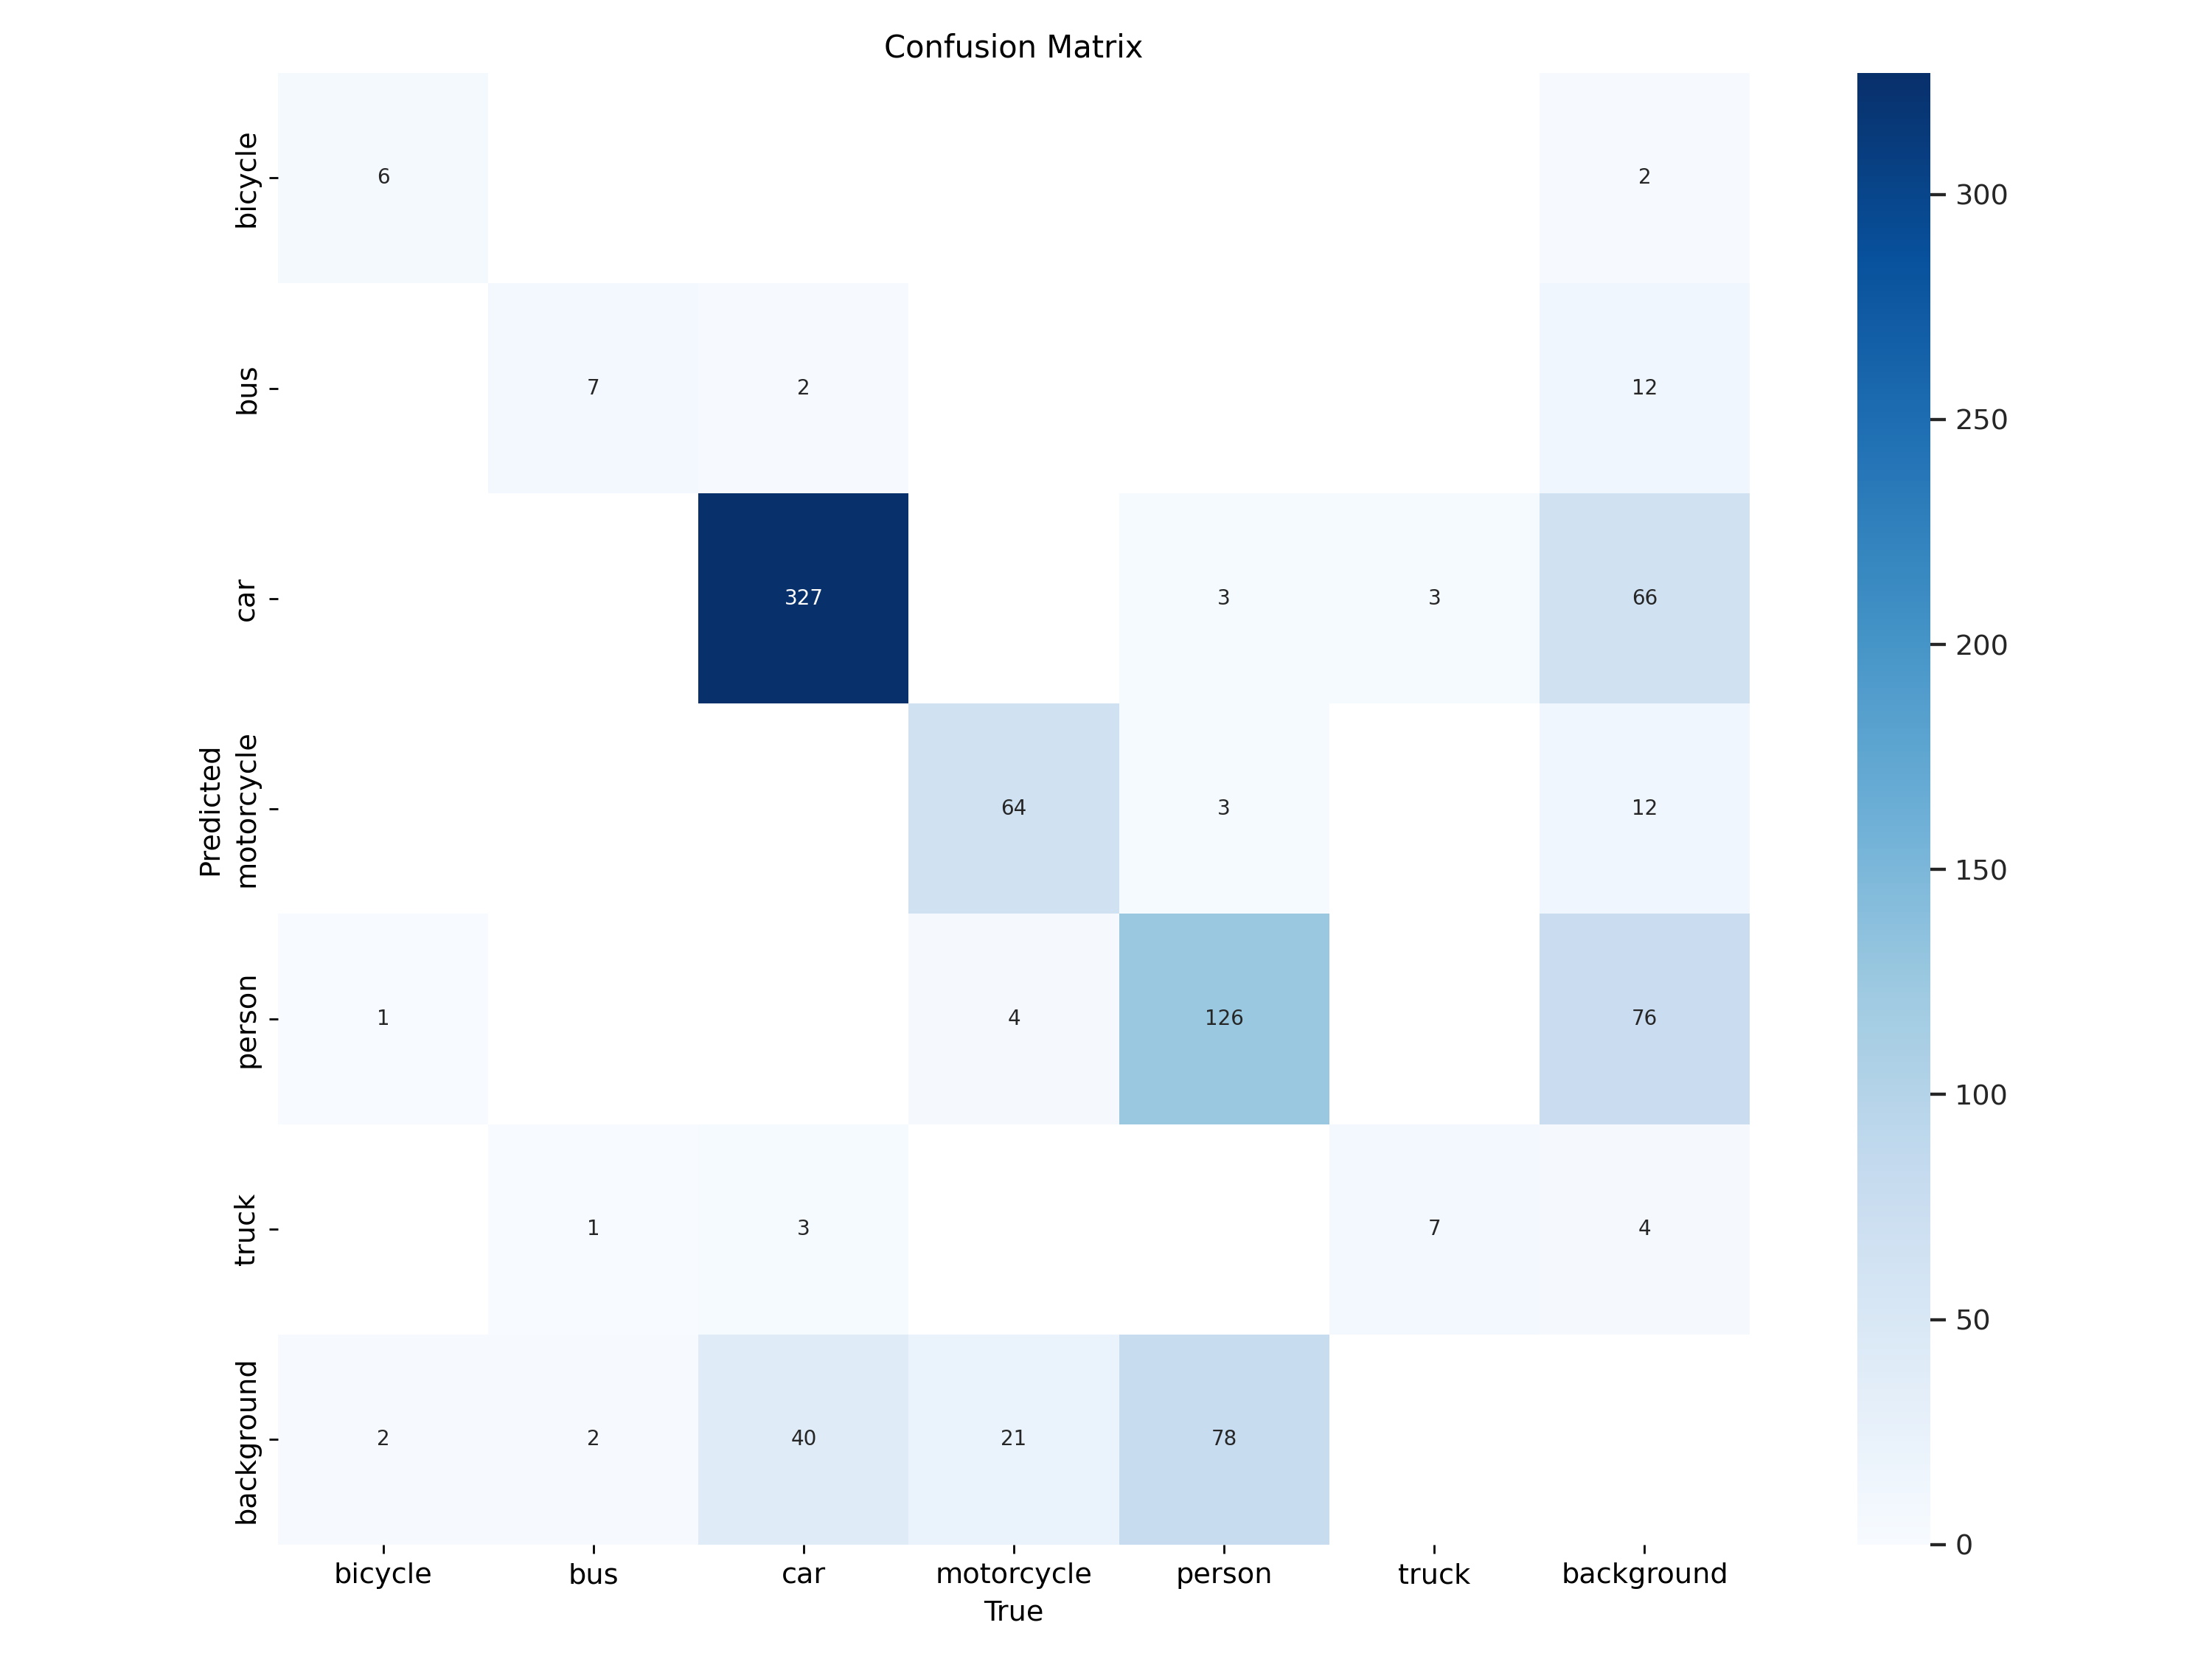 Confusion Matrix
bicycle 6 2
bus 7 2 12
car 327 3 3 66
motorcycle 64 3 12
person 1 4 126 76
truck 1 3 7 4
background 2 2 40 21 78
Predicted
bicycle bus car motorcycle person truck background
True
300
250
200
150
100
50
0